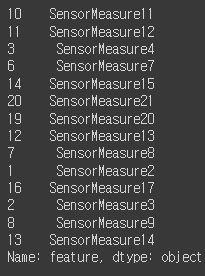 10 SensorMeasure11
11 SensorMeasure12
3 SensorMeasure4
6 SensorMeasure7
14 SensorMeasure15
20 SensorMeasure21
19 SensorMeasure20
12 SensorMeasure13
7 SensorMeasure8
1 SensorMeasure2
16 SensorMeasure17
2 SensorMeasure3
8 SensorMeasure9
13 SensorMeasure14
Name: feature, dtype: object